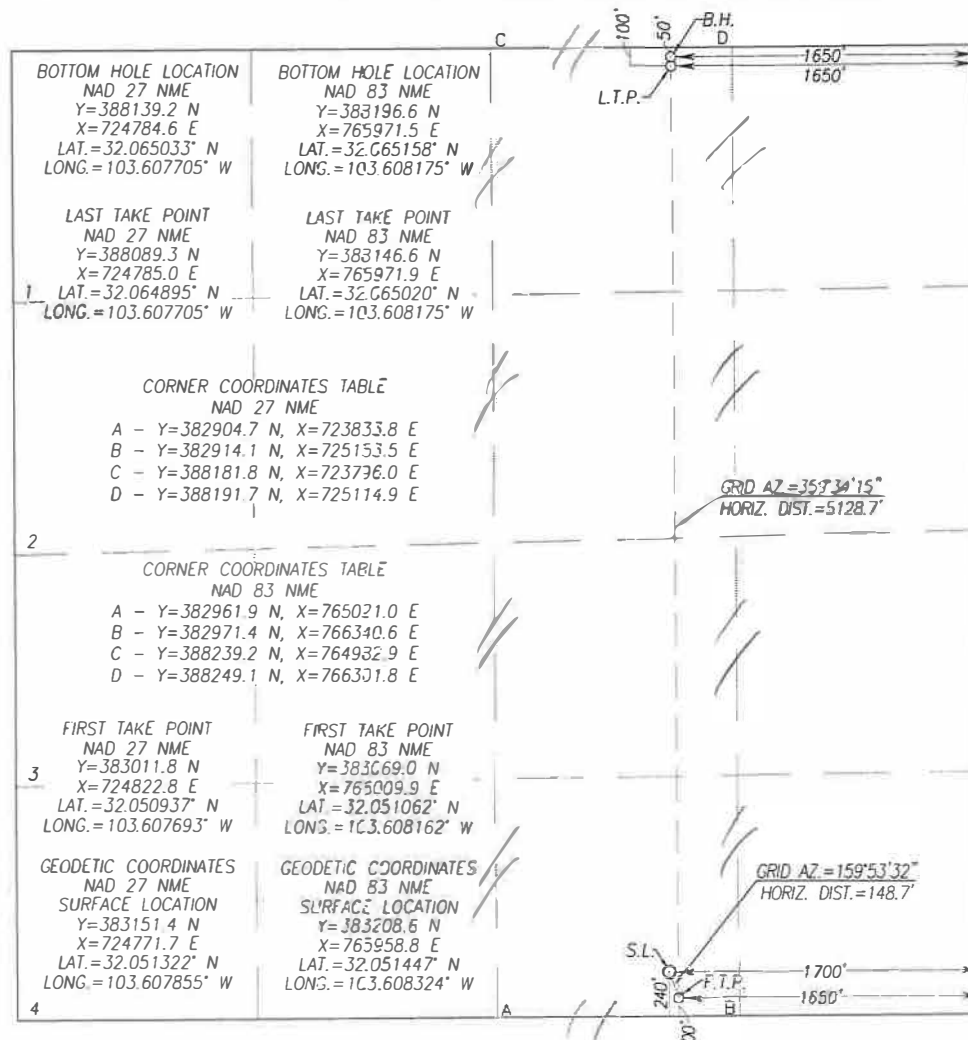 BOTTOM HOLE LOCATION
NAD 27 NME
Y=388139.2 N
X=724784.6 E
LAT.=32.065033° N
LONG.=103.607705° W
BOTTOM HOLE LOCATION
NAD 83 NME
Y=388196.6 N
X=765971.5 E
LAT.=32.065158° N
LONG.=103.608175° W
LAST TAKE POINT
NAD 27 NME
Y=388089.3 N
X=724785.0 E
LAT.=32.064895° N
LONG.=103.607705° W
LAST TAKE POINT
NAD 83 NME
Y=388146.6 N
X=765971.9 E
LAT.=32.065020° N
LONG.=103.608175° W
1
CORNER COORDINATES TABLE
NAD 27 NME
A - Y=382904.7 N, X=723833.8 E
B - Y=382914.1 N, X=725153.5 E
C - Y=388181.8 N, X=723796.0 E
D - Y=388191.7 N, X=725114.9 E
2
CORNER COORDINATES TABLE
NAD 83 NME
A - Y=382961.9 N, X=765021.0 E
B - Y=382971.4 N, X=766340.6 E
C - Y=388239.2 N, X=764982.9 E
D - Y=388249.1 N, X=766301.8 E
FIRST TAKE POINT
NAD 27 NME
Y=383011.8 N
X=724822.8 E
LAT.=32.050937° N
LONG.=103.607693° W
FIRST TAKE POINT
NAD 83 NME
Y=383069.0 N
X=765009.9 E
LAT.=32.051062° N
LONG.=103.608162° W
3
GEODETIC COORDINATES
NAD 27 NME
SURFACE LOCATION
Y=383151.4 N
X=724771.7 E
LAT.=32.051322° N
LONG.=103.607855° W
GEODETIC COORDINATES
NAD 83 NME
SURFACE LOCATION
Y=383208.6 N
X=765958.8 E
LAT.=32.051447° N
LONG.=103.608324° W
4
C
100'
50'
B.H.
D
1650'
1650'
L.T.P.
GRID AZ.=359°34'15"
HORIZ. DIST.=5128.7'
GRID AZ.=159°53'32"
HORIZ. DIST.=148.7'
S.L.
1700'
240'
F.T.P.
1650'
A
B